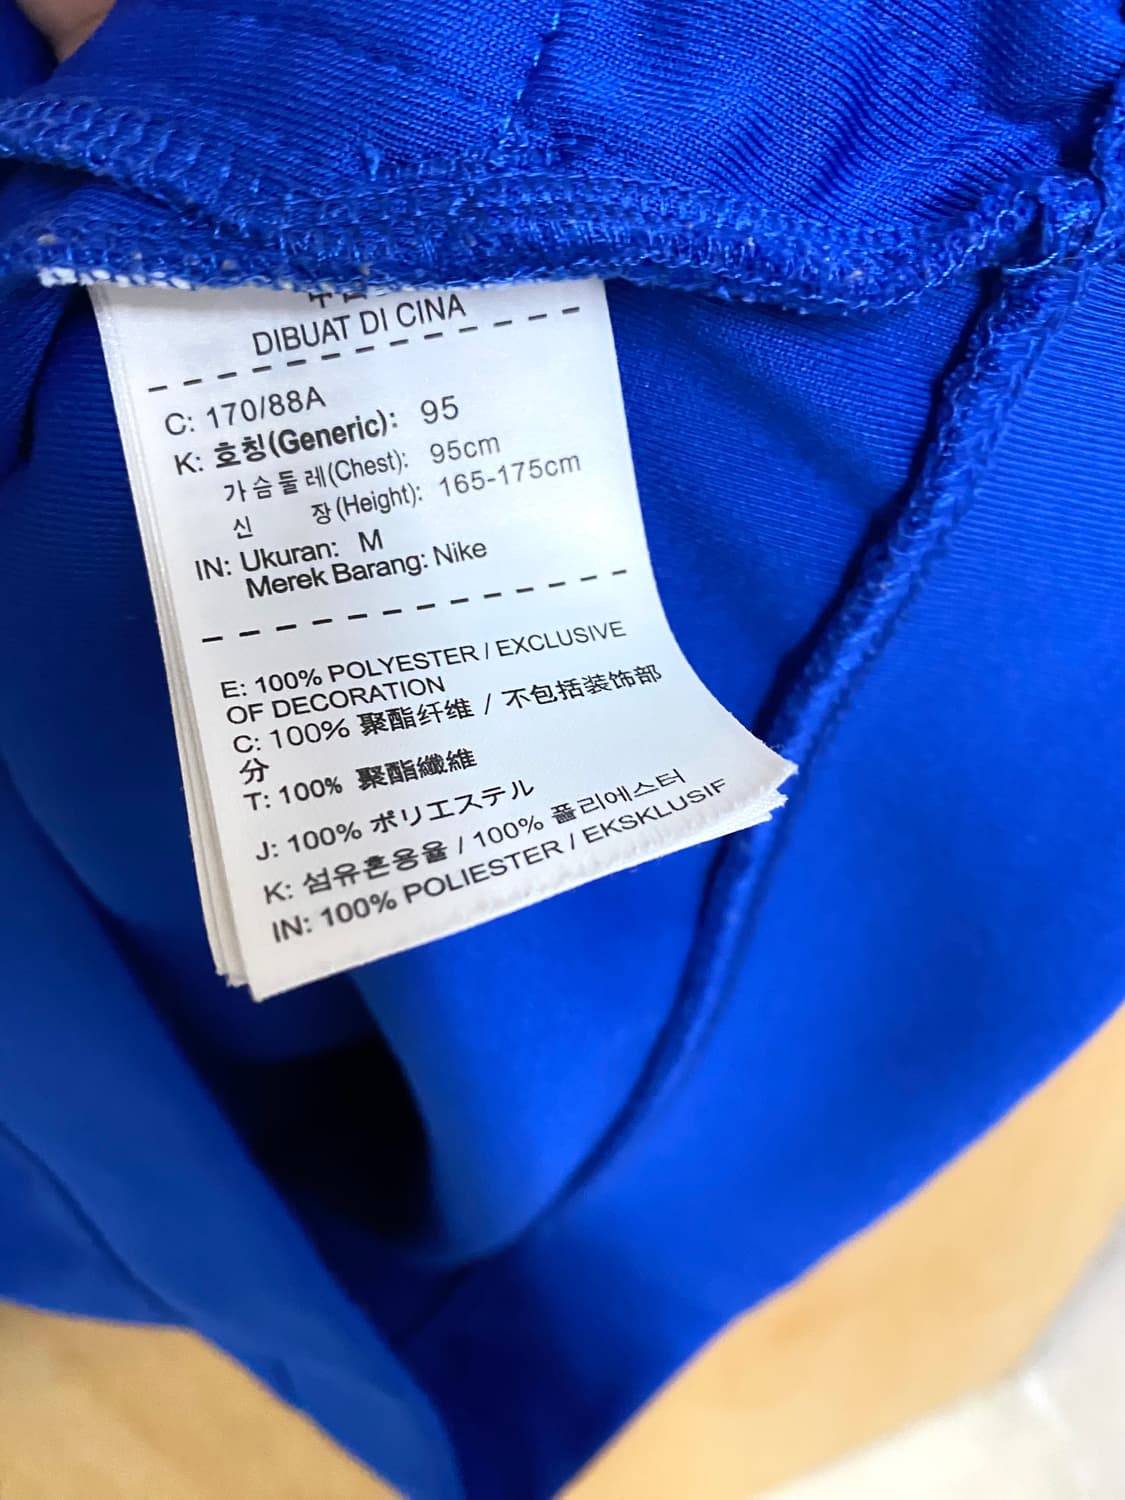 DIBUAT DI CINA
C: 170/88A
K: 호칭(Generic): 95
가슴둘레(Chest): 95cm
신 장(Height): 165-175cm
IN: Ukuran: M
Merek Barang: Nike
E: 100% POLYESTER / EXCLUSIVE
OF DECORATION
C: 100% 聚酯纤维 / 不包括装饰部
分
T: 100% 聚酯纖維
J: 100% ポリエステル
K: 섬유혼용율 / 100% 폴리에스터
IN: 100% POLIESTER / EKSKLUSIF